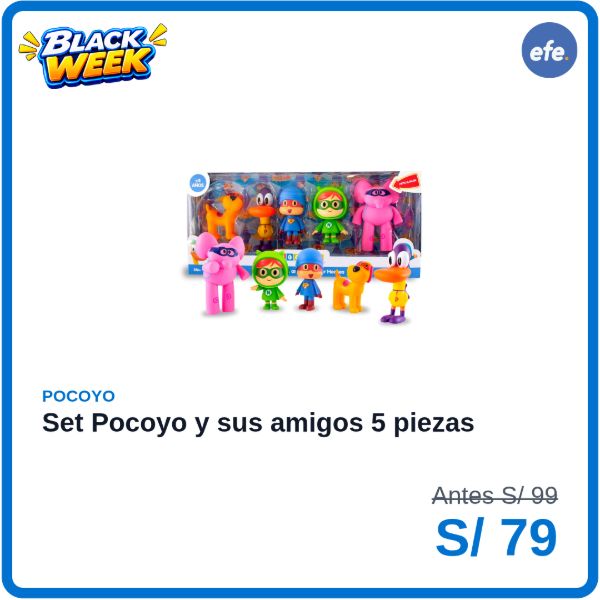 BLACK
WEEK
efe.
POCOYO
Set Pocoyo y sus amigos 5 piezas
Antes S/ 99
S/ 79